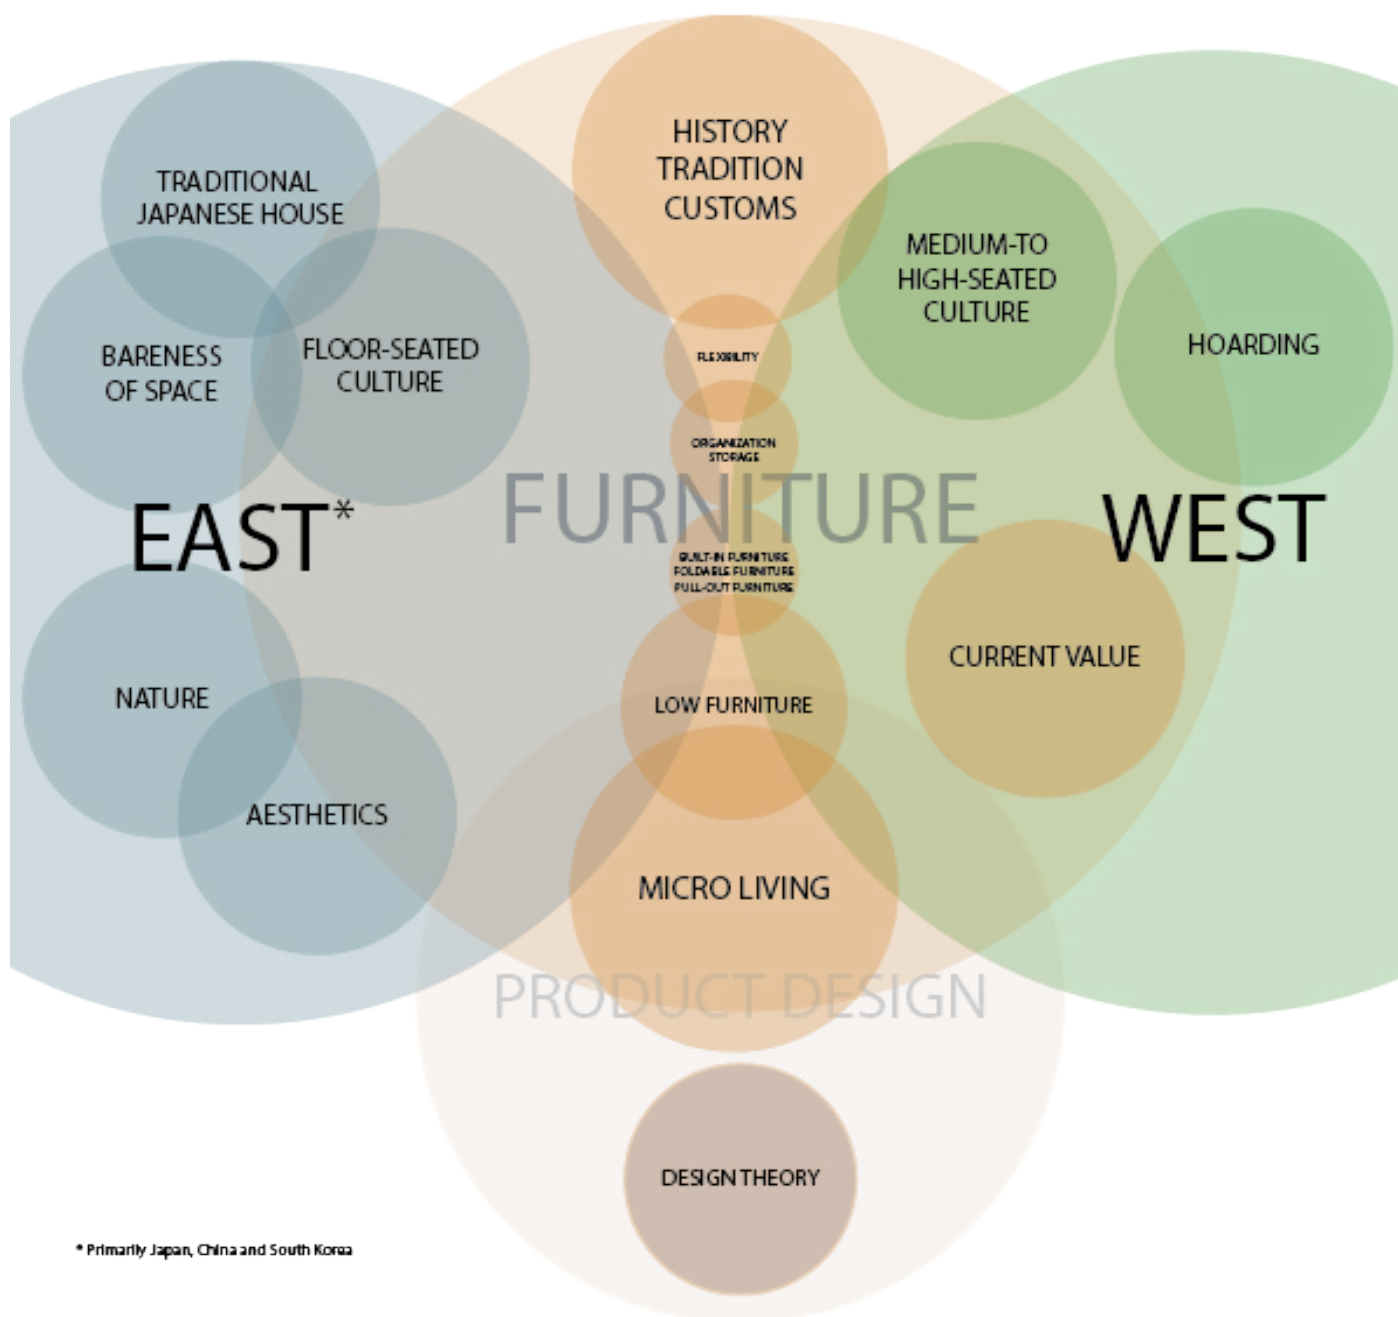 HISTORY
TRADITION
CUSTOMS
TRADITIONAL
JAPANESE HOUSE
MEDIUM-TO
HIGH-SEATED
CULTURE
BARENESS
OF SPACE
FLOOR-SEATED
CULTURE
FLEXIBILITY
HOARDING
ORGANIZATION
STORAGE
FURNITURE
EAST*
WEST
BUILT-IN FURNITURE
FOLDABLE FURNITURE
PULL-OUT FURNITURE
CURRENT VALUE
NATURE
LOW FURNITURE
AESTHETICS
MICRO LIVING
PRODUCT DESIGN
DESIGN THEORY
* Primarily Japan, China and South Korea